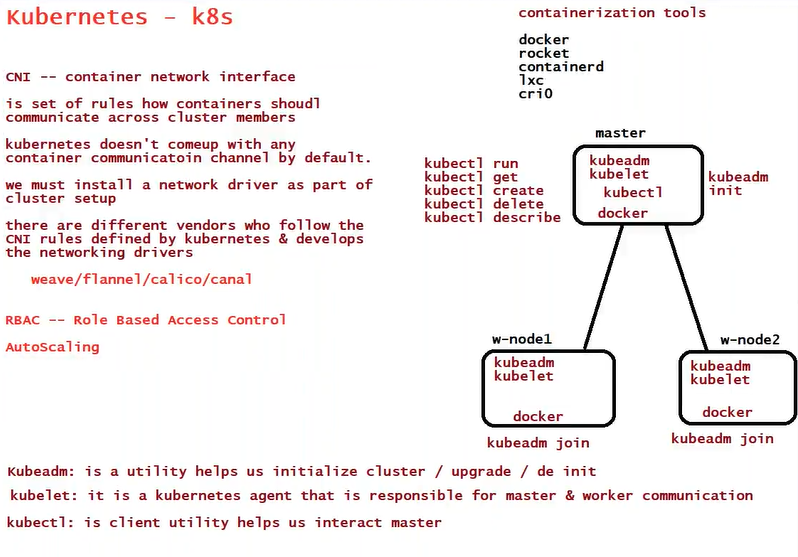 Kubernetes - k8s
CNI -- container network interface
is set of rules how containers shoudl
communicate across cluster members
kubernetes doesn't comeup with any
container communicatoin channel by default.
we must install a network driver as part of
cluster setup
there are different vendors who follow the
CNI rules defined by kubernetes & develops
the networking drivers
weave/flannel/calico/canal
RBAC -- Role Based Access Control
AutoScaling
containerization tools
docker
rocket
containerd
lxc
criO
master
kubectl run
kubectl get
kubectl create
kubectl delete
kubectl describe
kubeadm
kubelet
kubectl
docker
kubeadm
init
w-node1
kubeadm
kubelet
docker
kubeadm join
w-node2
kubeadm
kubelet
docker
kubeadm join
Kubeadm: is a utility helps us initialize cluster / upgrade / de init
kubelet: it is a kubernetes agent that is responsible for master & worker communication
kubectl: is client utility helps us interact master